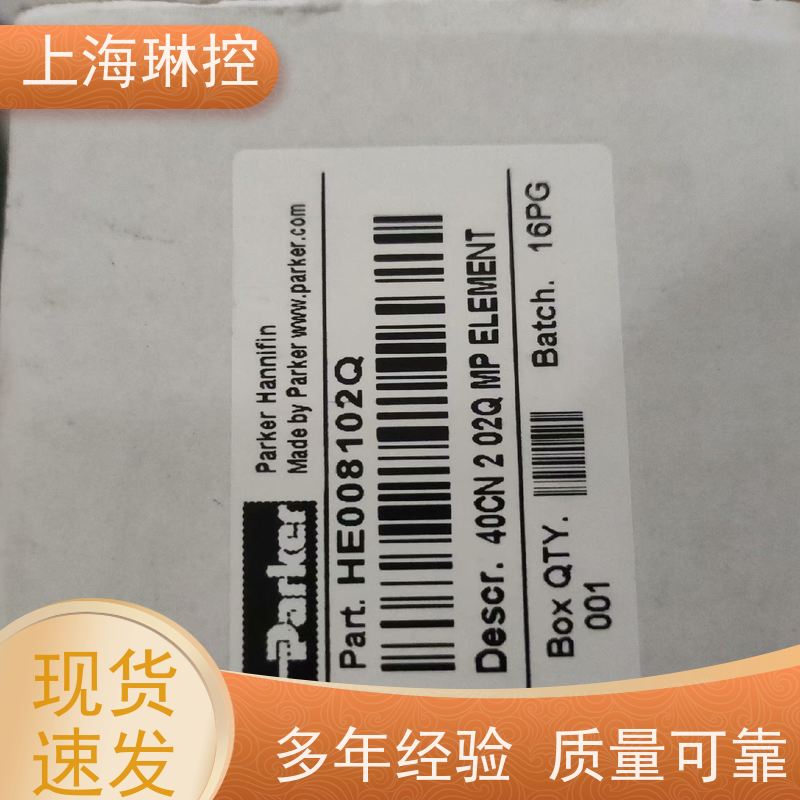 上海琳控
Parker
Parker Hannifin
Made by Parker www.parker.com
Part. HE008102Q
Descr. 40CN 2 02Q MP ELEMENT
Box QTY.
001
Batch. 16PG
现货
速发
多年经验 质量可靠